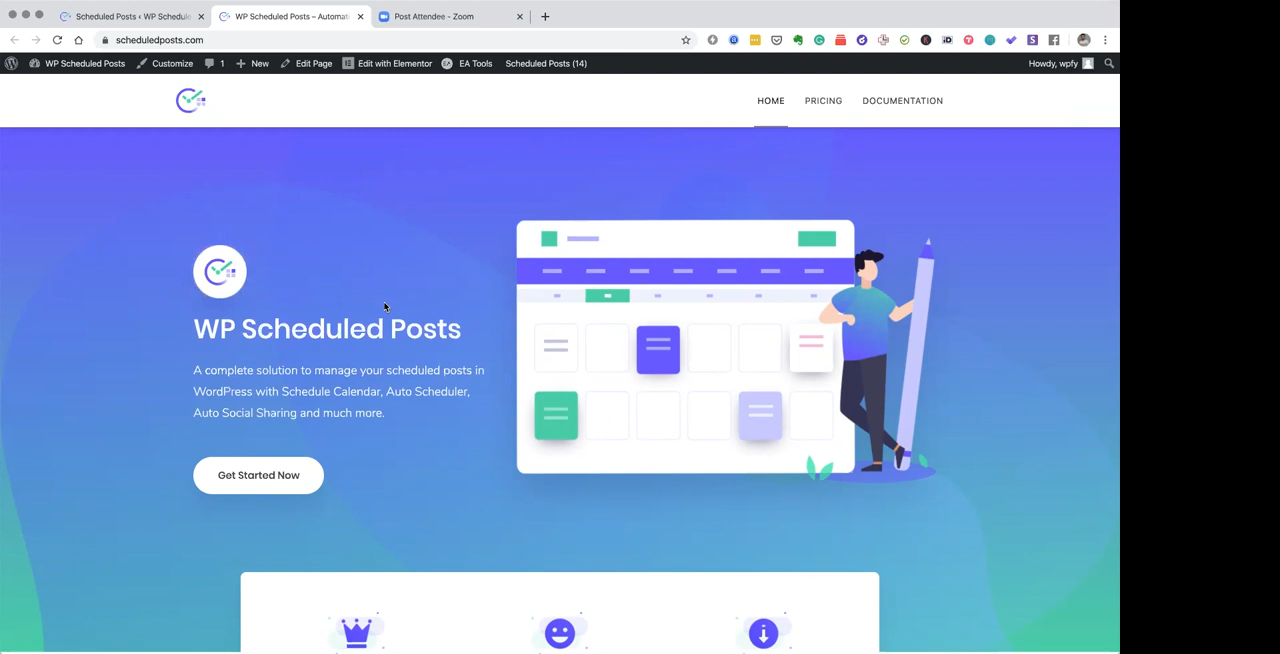 Scheduled Posts ‹ WP Schedule
WP Scheduled Posts – Automat
Post Attendee - Zoom
scheduledposts.com
WP Scheduled Posts
Customize
1
New
Edit Page
Edit with Elementor
EA Tools
Scheduled Posts (14)
Howdy, wpfy
HOME
PRICING
DOCUMENTATION
WP Scheduled Posts
A complete solution to manage your scheduled posts in
WordPress with Schedule Calendar, Auto Scheduler,
Auto Social Sharing and much more.
Get Started Now